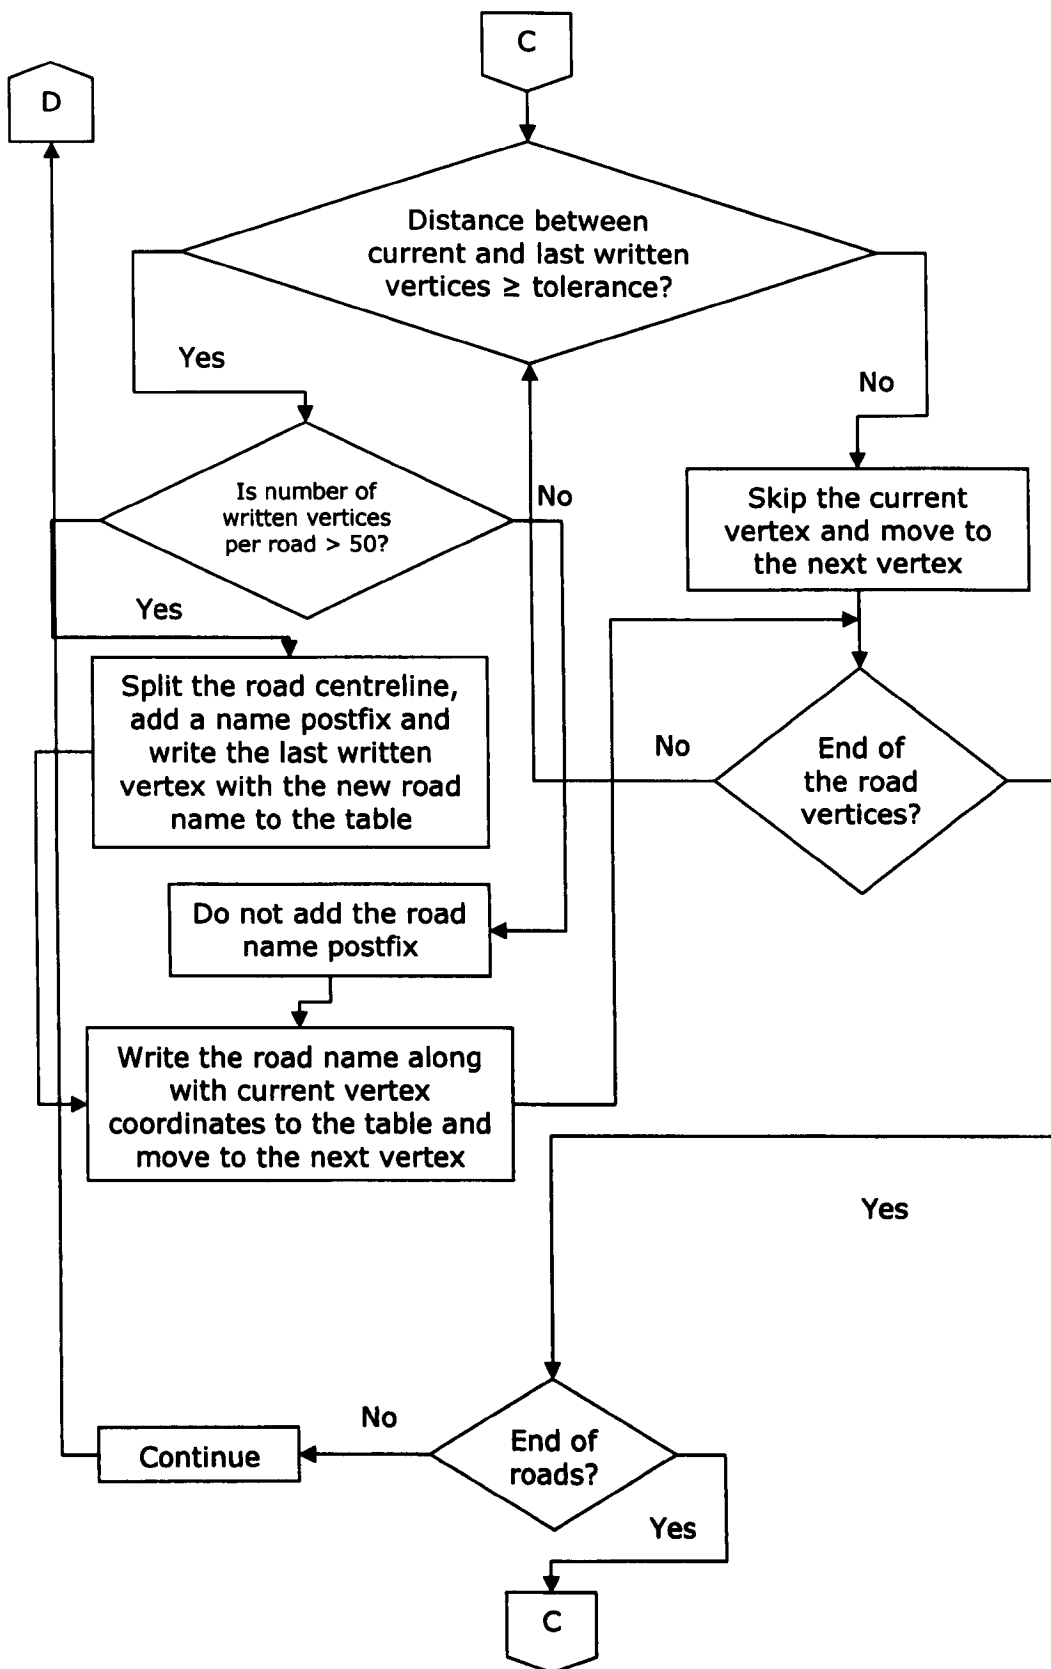 C
D
Distance between
current and last written
vertices ≥ tolerance?
Yes
No
Is number of
written vertices
per road > 50?
No
Skip the current
vertex and move to
the next vertex
Yes
Split the road centreline,
add a name postfix and
write the last written
vertex with the new road
name to the table
No
End of
the road
vertices?
Do not add the road
name postfix
Write the road name along
with current vertex
coordinates to the table and
move to the next vertex
Yes
No
Continue
End of
roads?
Yes
C